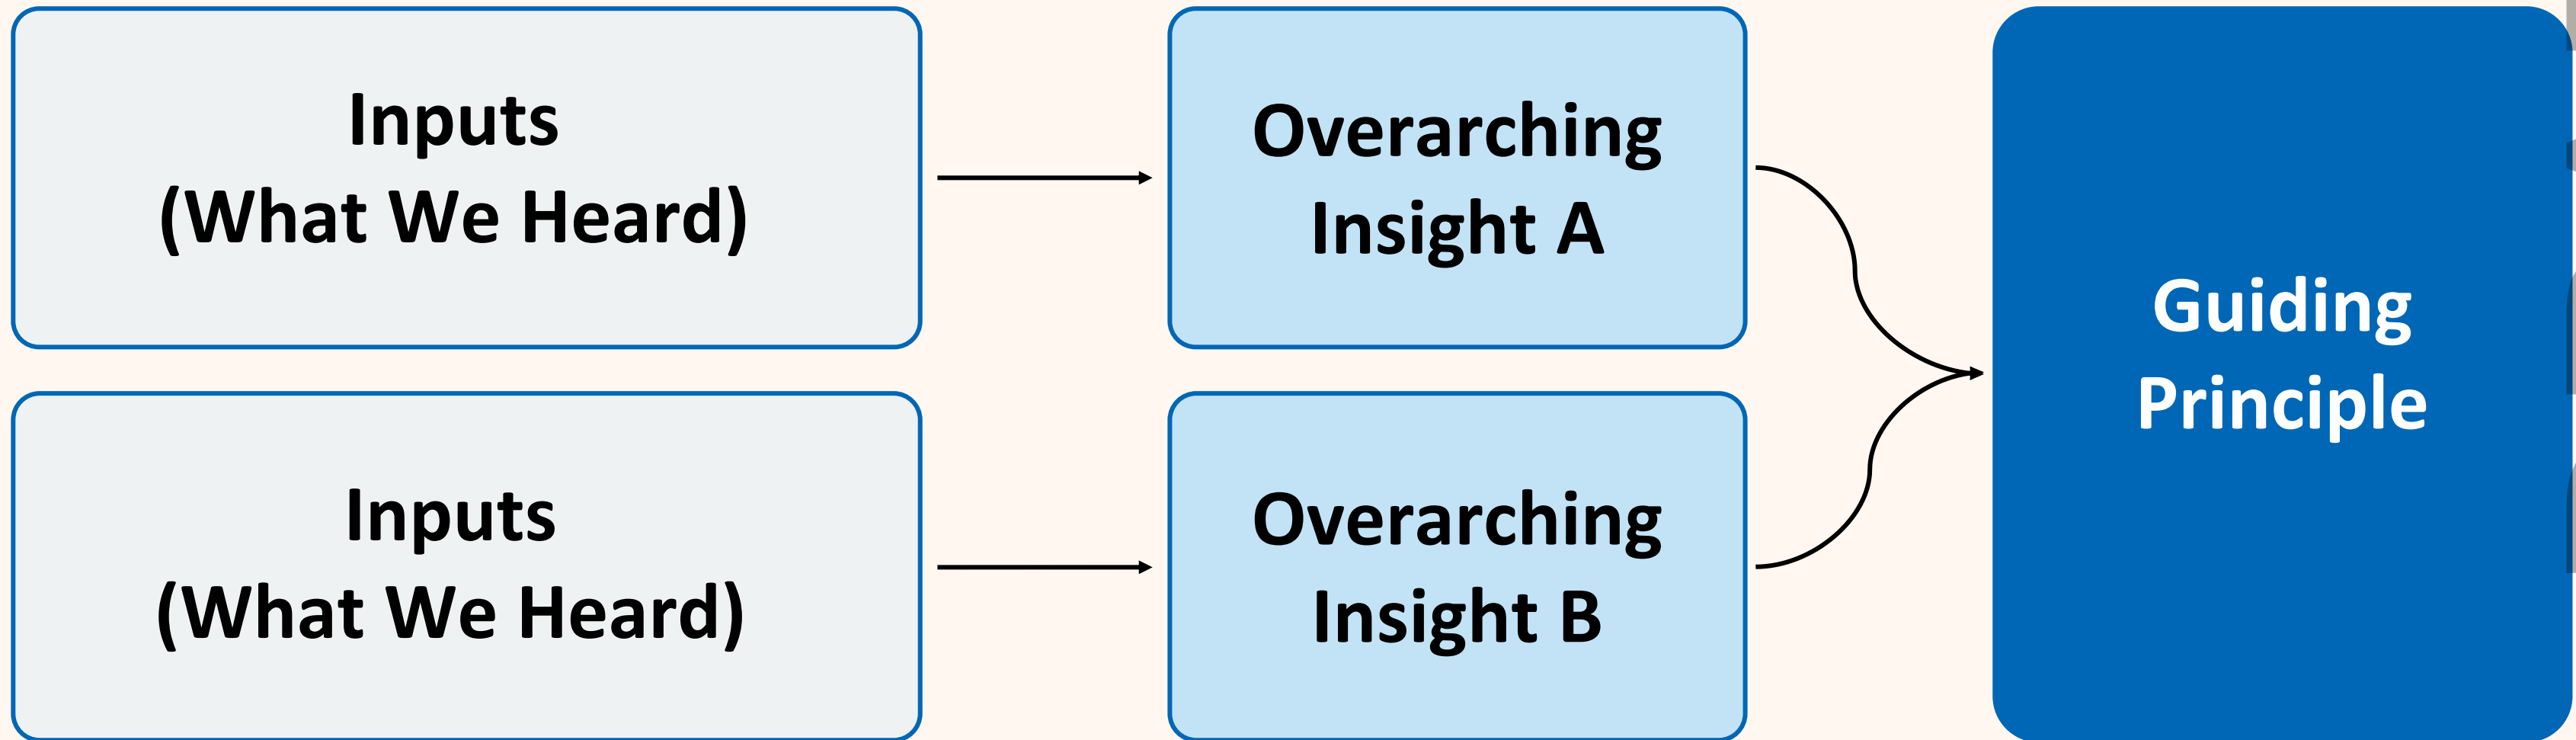 Inputs
(What We Heard)
Overarching
Insight A
Inputs
(What We Heard)
Overarching
Insight B
Guiding
Principle